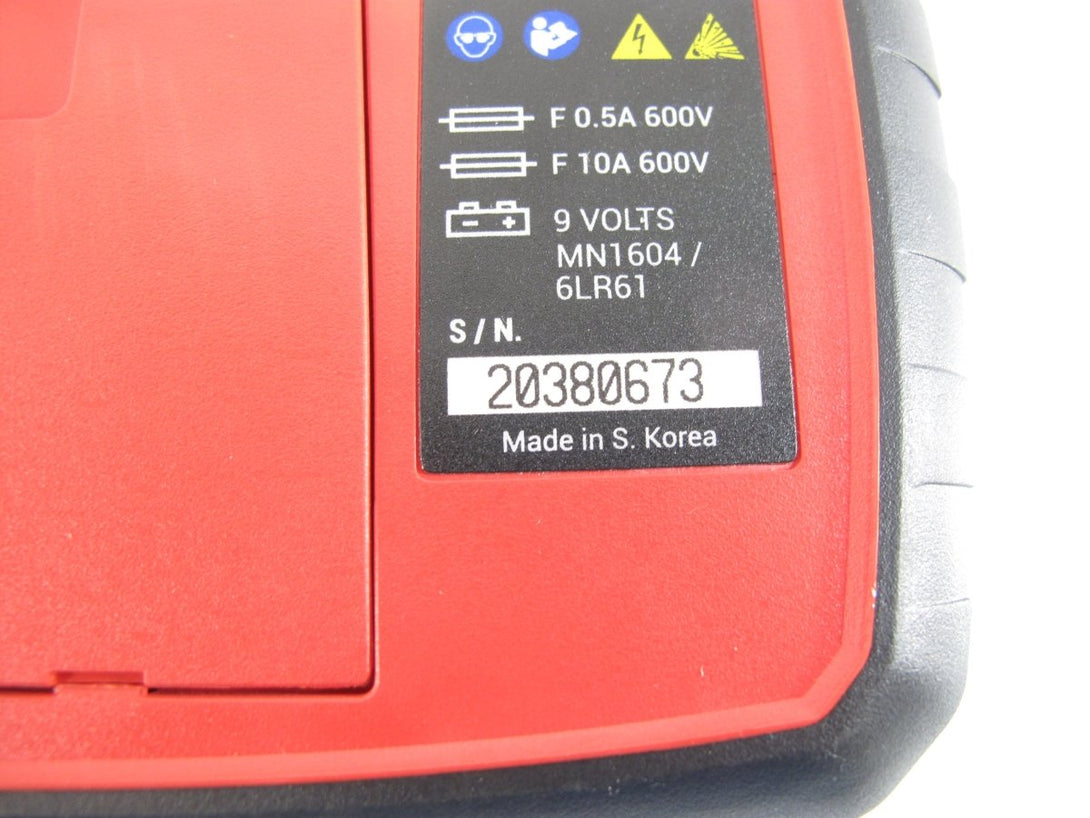 F 0.5A 600V
F 10A 600V
9 VOLTS
MN1604 /
6LR61
S / N.
20380673
Made in S. Korea